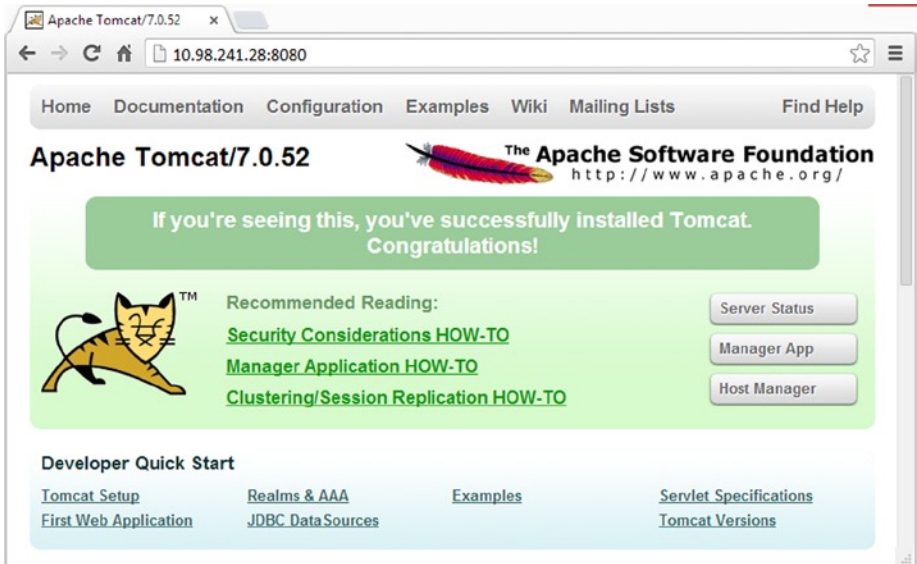 Apache Tomcat/7.0.52
10.98.241.28:8080
Home Documentation Configuration Examples Wiki Mailing Lists Find Help
Apache Tomcat/7.0.52
The Apache Software Foundation
http://www.apache.org/
If you're seeing this, you've successfully installed Tomcat.
Congratulations!
TM
Recommended Reading:
Security Considerations HOW-TO
Manager Application HOW-TO
Clustering/Session Replication HOW-TO
Server Status
Manager App
Host Manager
Developer Quick Start
Tomcat Setup
First Web Application
Realms & AAA
JDBC DataSources
Examples
Servlet Specifications
Tomcat Versions